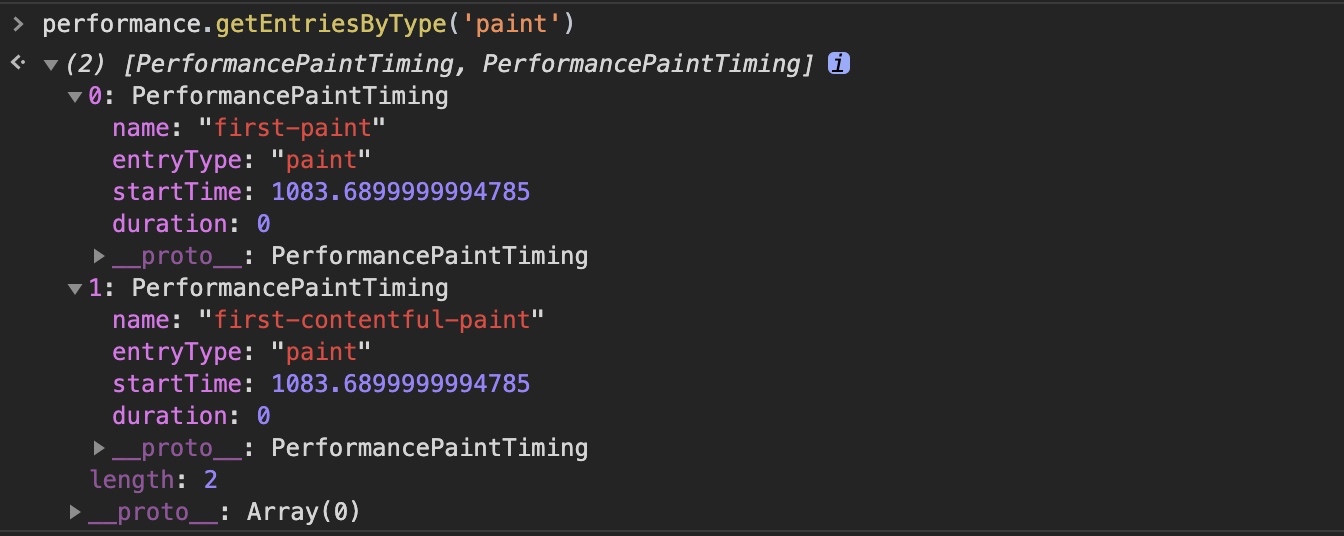 > performance.getEntriesByType('paint')
(2) [PerformancePaintTiming, PerformancePaintTiming] i
0: PerformancePaintTiming
name: "first-paint"
entryType: "paint"
startTime: 1083.6899999994785
duration: 0
__proto__: PerformancePaintTiming
1: PerformancePaintTiming
name: "first-contentful-paint"
entryType: "paint"
startTime: 1083.6899999994785
duration: 0
__proto__: PerformancePaintTiming
length: 2
__proto__: Array(0)